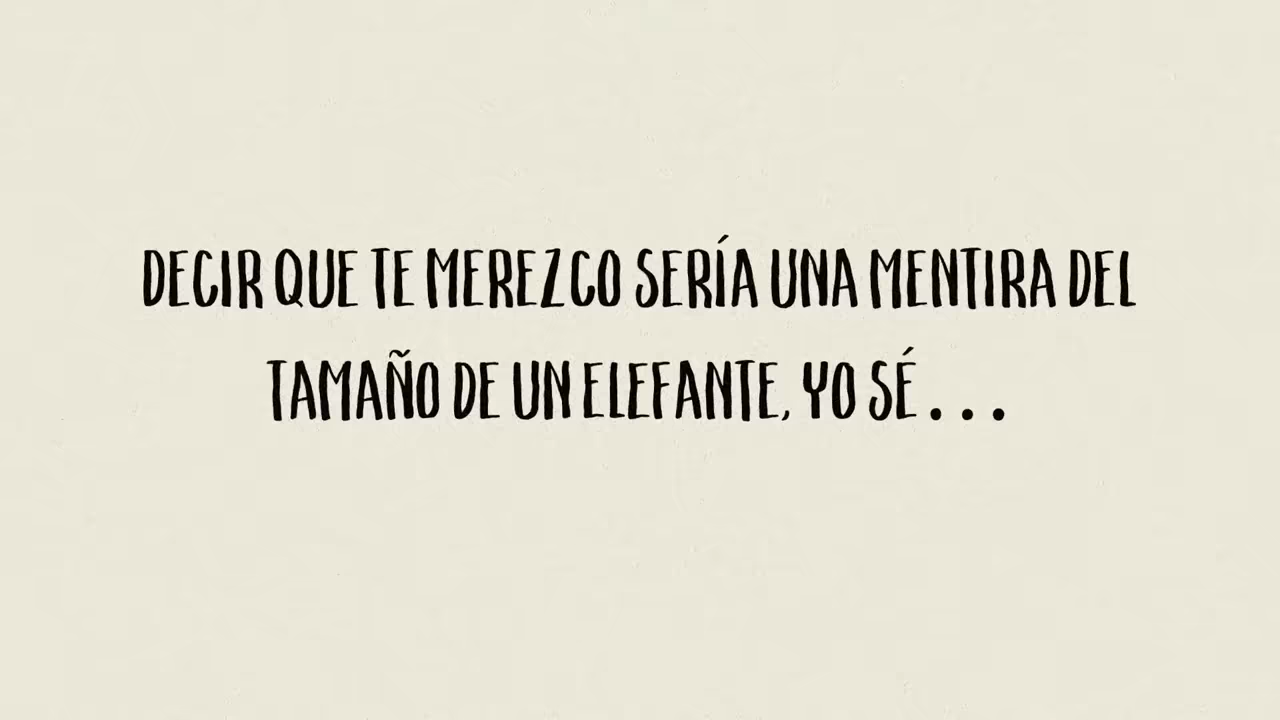 DECIR QUE TE MEREZCO SERÍA UNA MENTIRA DEL
TAMAÑO DE UN ELEFANTE, YO SÉ...